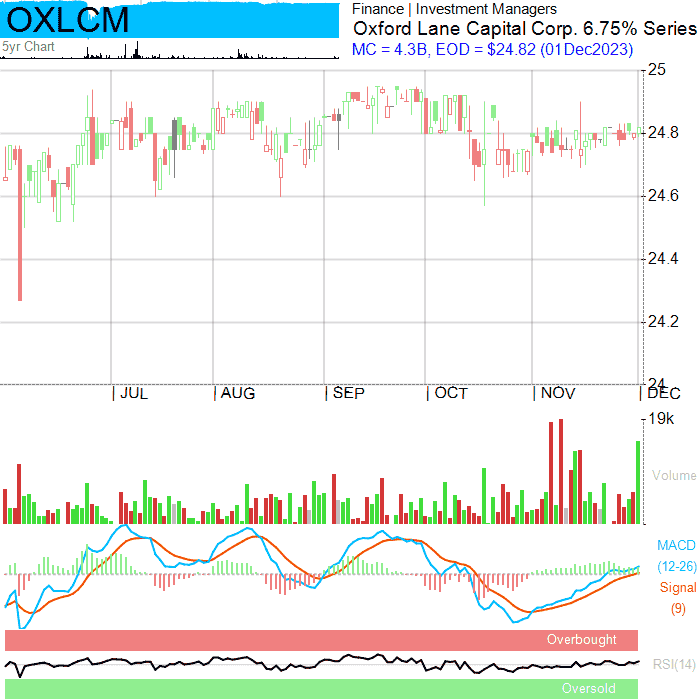 OXLCM
5yr Chart
Finance | Investment Managers
Oxford Lane Capital Corp. 6.75% Series
MC = 4.3B, EOD = $24.82 (01Dec2023)
25
24.8
24.6
24.4
24.2
24
JUL
AUG
SEP
OCT
NOV
DEC
19k
Volume
MACD
(12-26)
Signal
(9)
Overbought
RSI(14)
Oversold